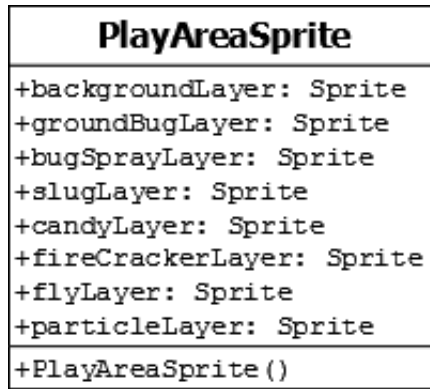 PlayAreaSprite
+backgroundLayer: Sprite
+groundBugLayer: Sprite
+bugSprayLayer: Sprite
+slugLayer: Sprite
+candyLayer: Sprite
+fireCrackerLayer: Sprite
+flyLayer: Sprite
+particleLayer: Sprite
+PlayAreaSprite()